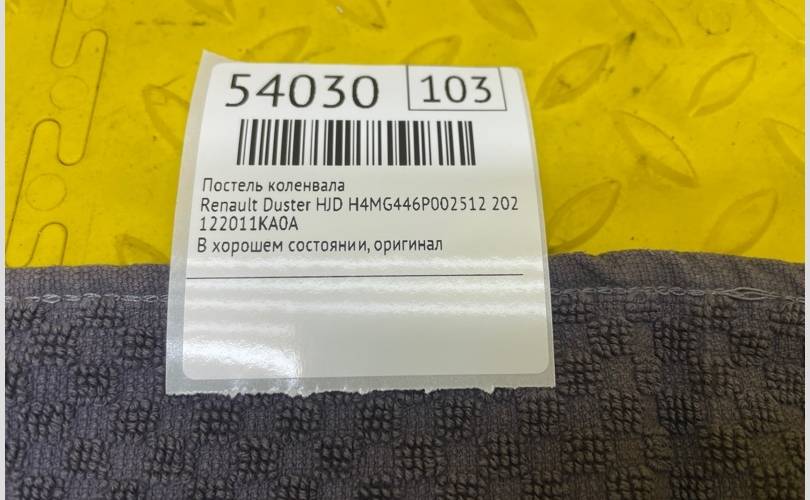 54030 103
Постель коленвала
Renault Duster HJD H4MG446P002512 202
122011KA0A
В хорошем состоянии, оригинал